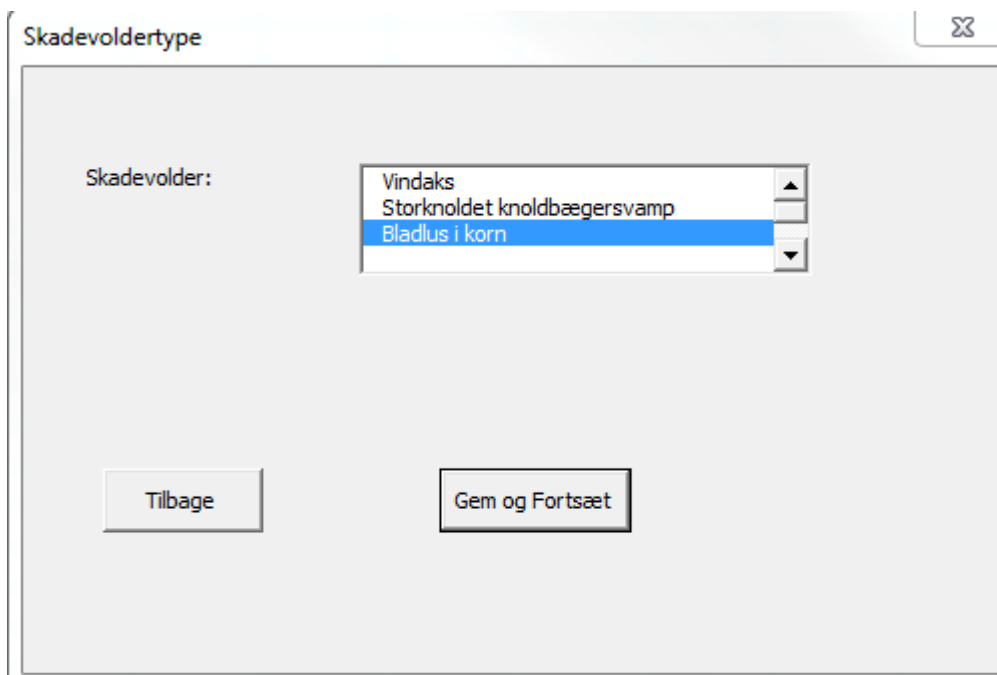 Skadevoldertype
Skadevolder:
Vindaks
Storknoldet knoldbægersvamp
Bladlus i korn
Tilbage
Gem og Fortsæt